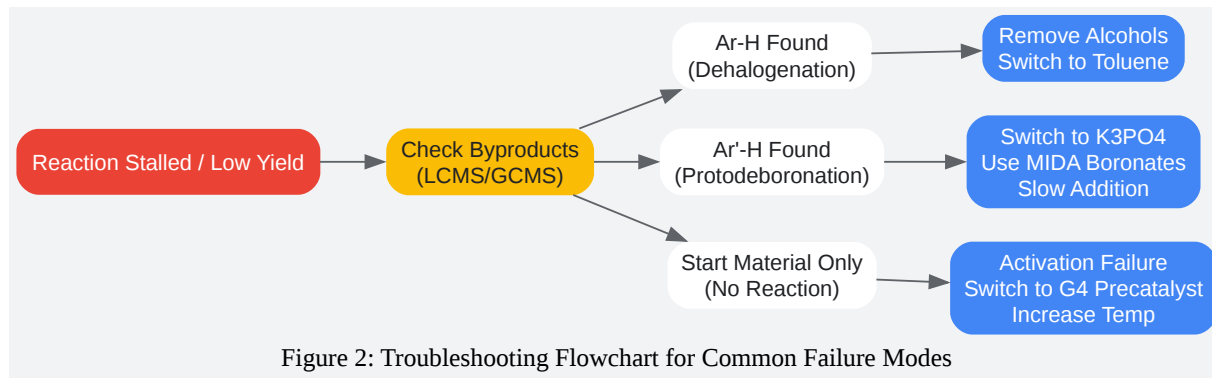 Reaction Stalled / Low Yield
Check Byproducts
(LCMS/GCMS)
Ar-H Found
(Dehalogenation)
Remove Alcohols
Switch to Toluene
Ar'-H Found
(Protodeboronation)
Switch to K3PO4
Use MIDA Boronates
Slow Addition
Start Material Only
(No Reaction)
Activation Failure
Switch to G4 Precatalyst
Increase Temp
Figure 2: Troubleshooting Flowchart for Common Failure Modes